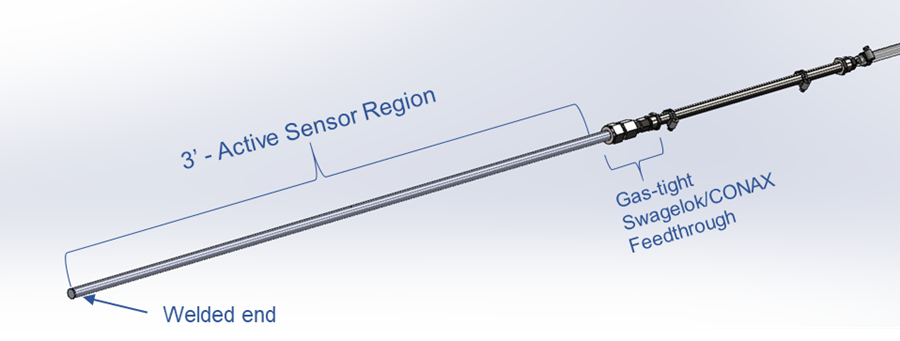 3’ - Active Sensor Region
Gas-tight
Swagelok/CONAX
Feedthrough
Welded end